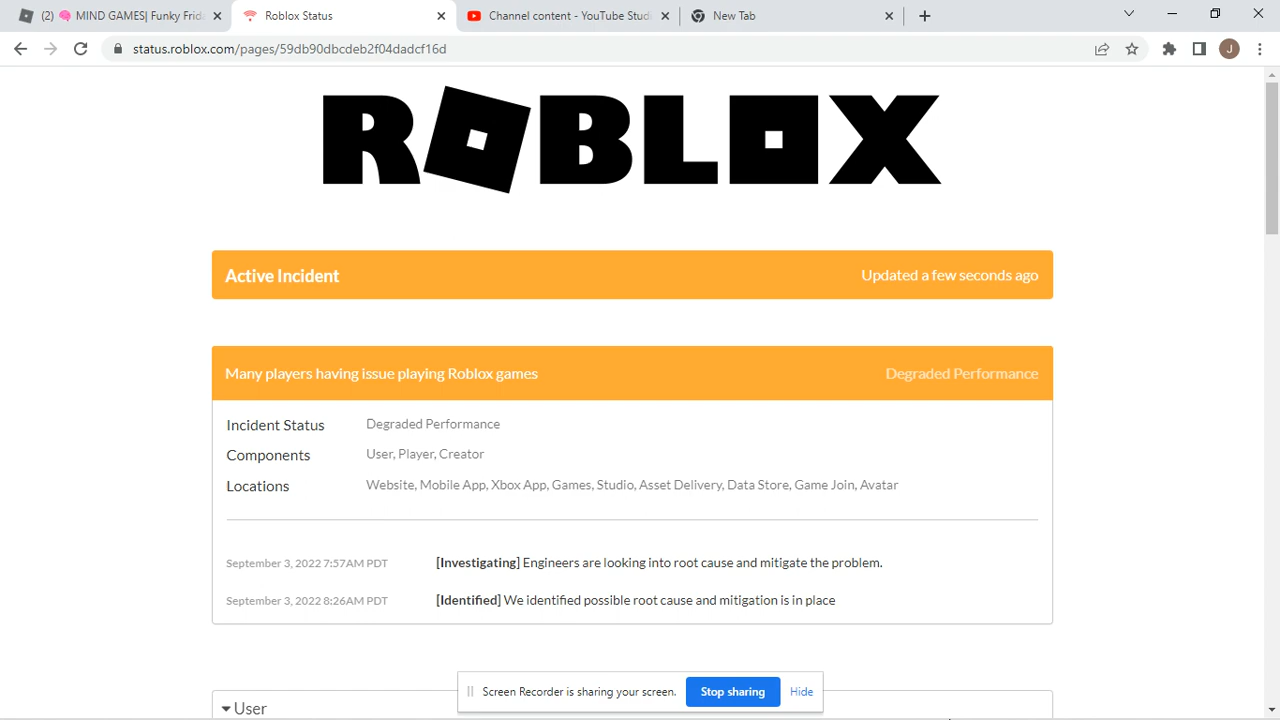 (2) 🧠 MIND GAMES| Funky Frid
Roblox Status
Channel content - YouTube Stud
New Tab
status.roblox.com/pages/59db90dbcdeb2f04dadcf16d
J
ROBLOX
Active Incident
Updated a few seconds ago
Many players having issue playing Roblox games
Degraded Performance
Incident Status Degraded Performance
Components User, Player, Creator
Locations Website, Mobile App, Xbox App, Games, Studio, Asset Delivery, Data Store, Game Join, Avatar
September 3, 2022 7:57AM PDT [Investigating] Engineers are looking into root cause and mitigate the problem.
September 3, 2022 8:26AM PDT [Identified] We identified possible root cause and mitigation is in place
Screen Recorder is sharing your screen. Stop sharing Hide
User